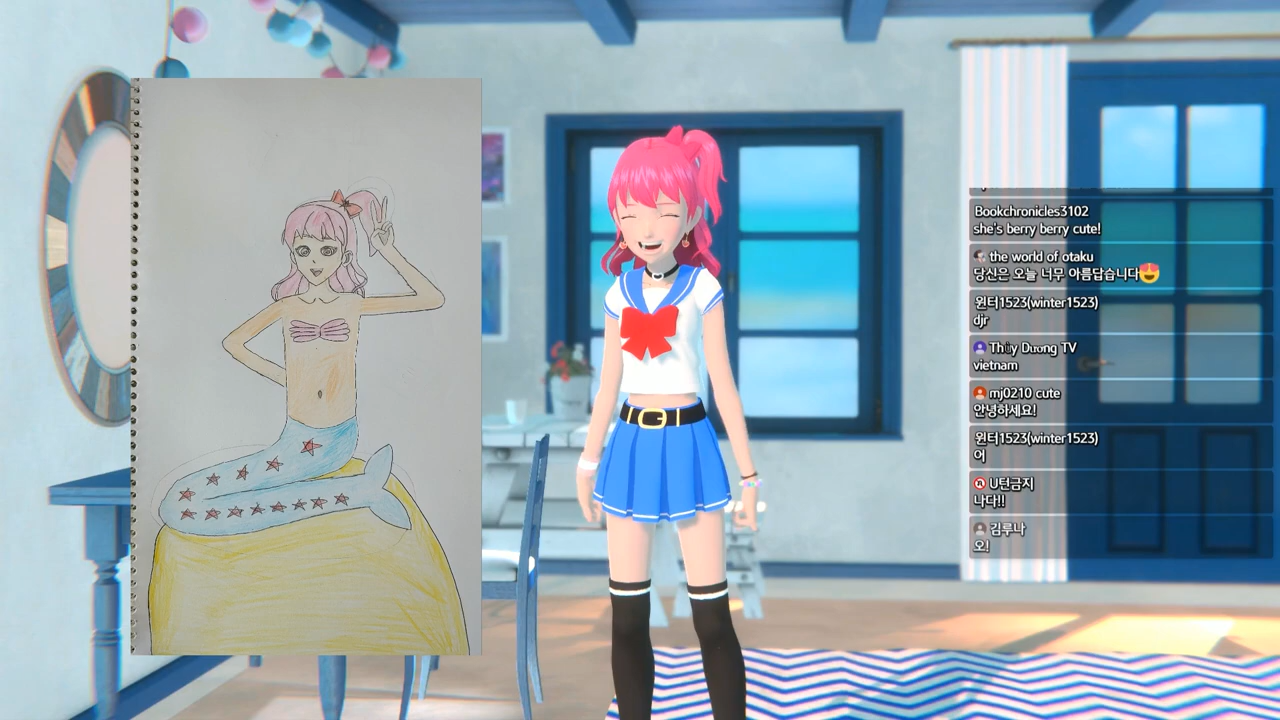 Bookchronicles3102
she's berry berry cute!
the world of otaku
당신은 오늘 너무 아름답습니다😍
윈터1523(winter1523)
djr
Dương TV
vietnam
mj0210 cute
안녕하세요!
윈터1523(winter1523)
어
U턴금지
나다!!
김루나
오!